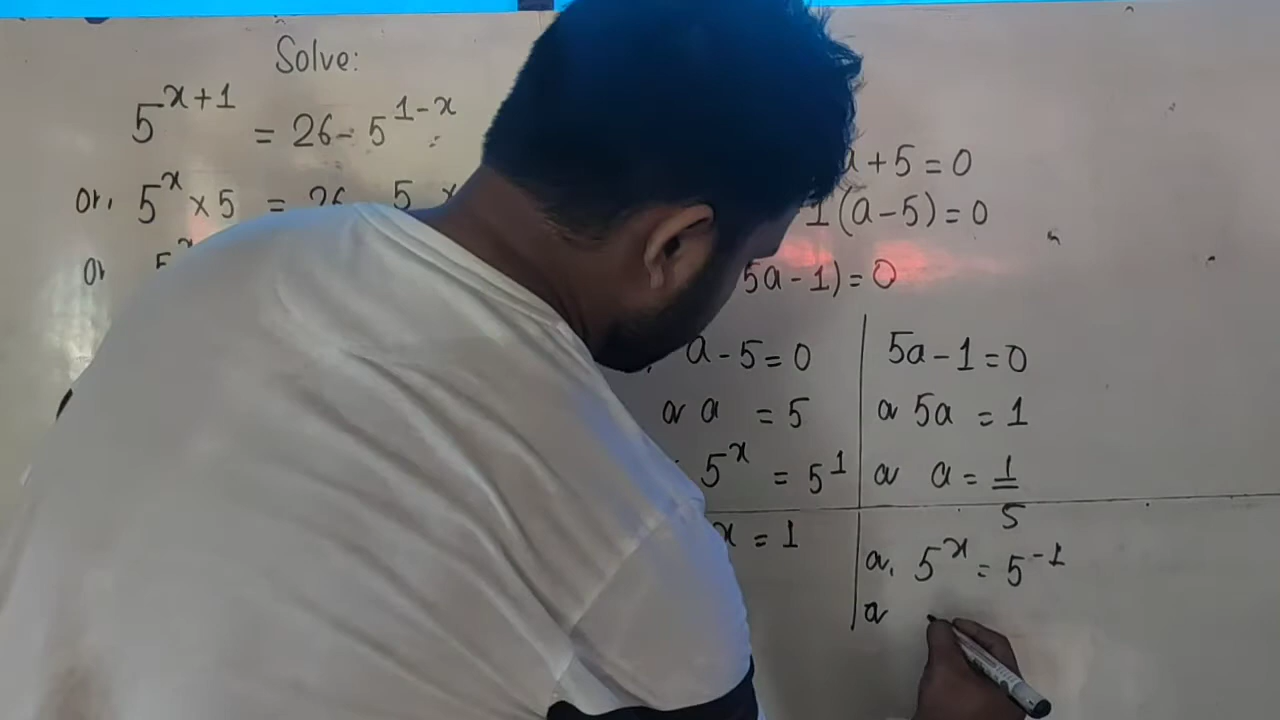 Solve:
5^{x+1} = 26 - 5^{1-x}
or, 5^x × 5 = 26 5 x
or 5^x
a + 5 = 0
1(a-5) = 0
5a - 1) = 0
a - 5 = 0
or a = 5
5^x = 5^1
x = 1
5a - 1 = 0
or 5a = 1
or a = 1/5
or, 5^x = 5^{-1}
or